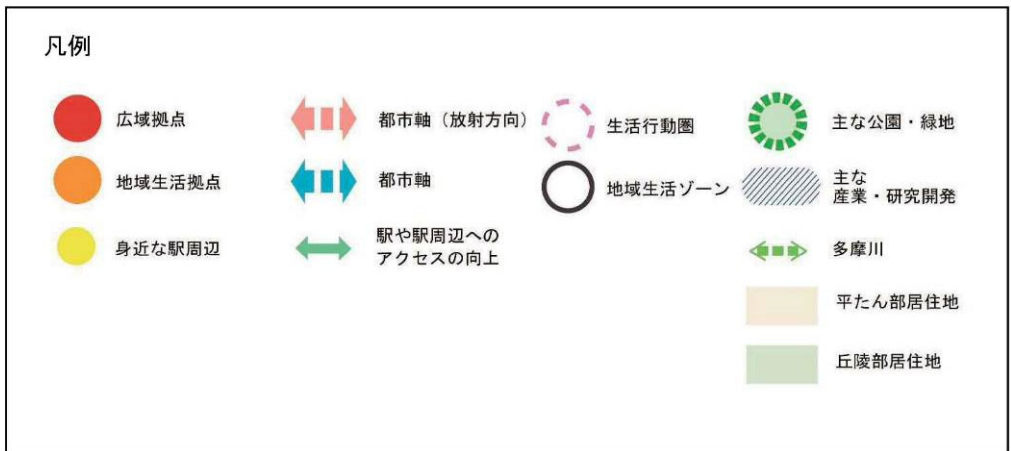 凡例
広域拠点
地域生活拠点
身近な駅周辺
都市軸（放射方向）
都市軸
駅や駅周辺への
アクセスの向上
生活行動圏
地域生活ゾーン
主な公園・緑地
主な
産業・研究開発
多摩川
平たん部居住地
丘陵部居住地